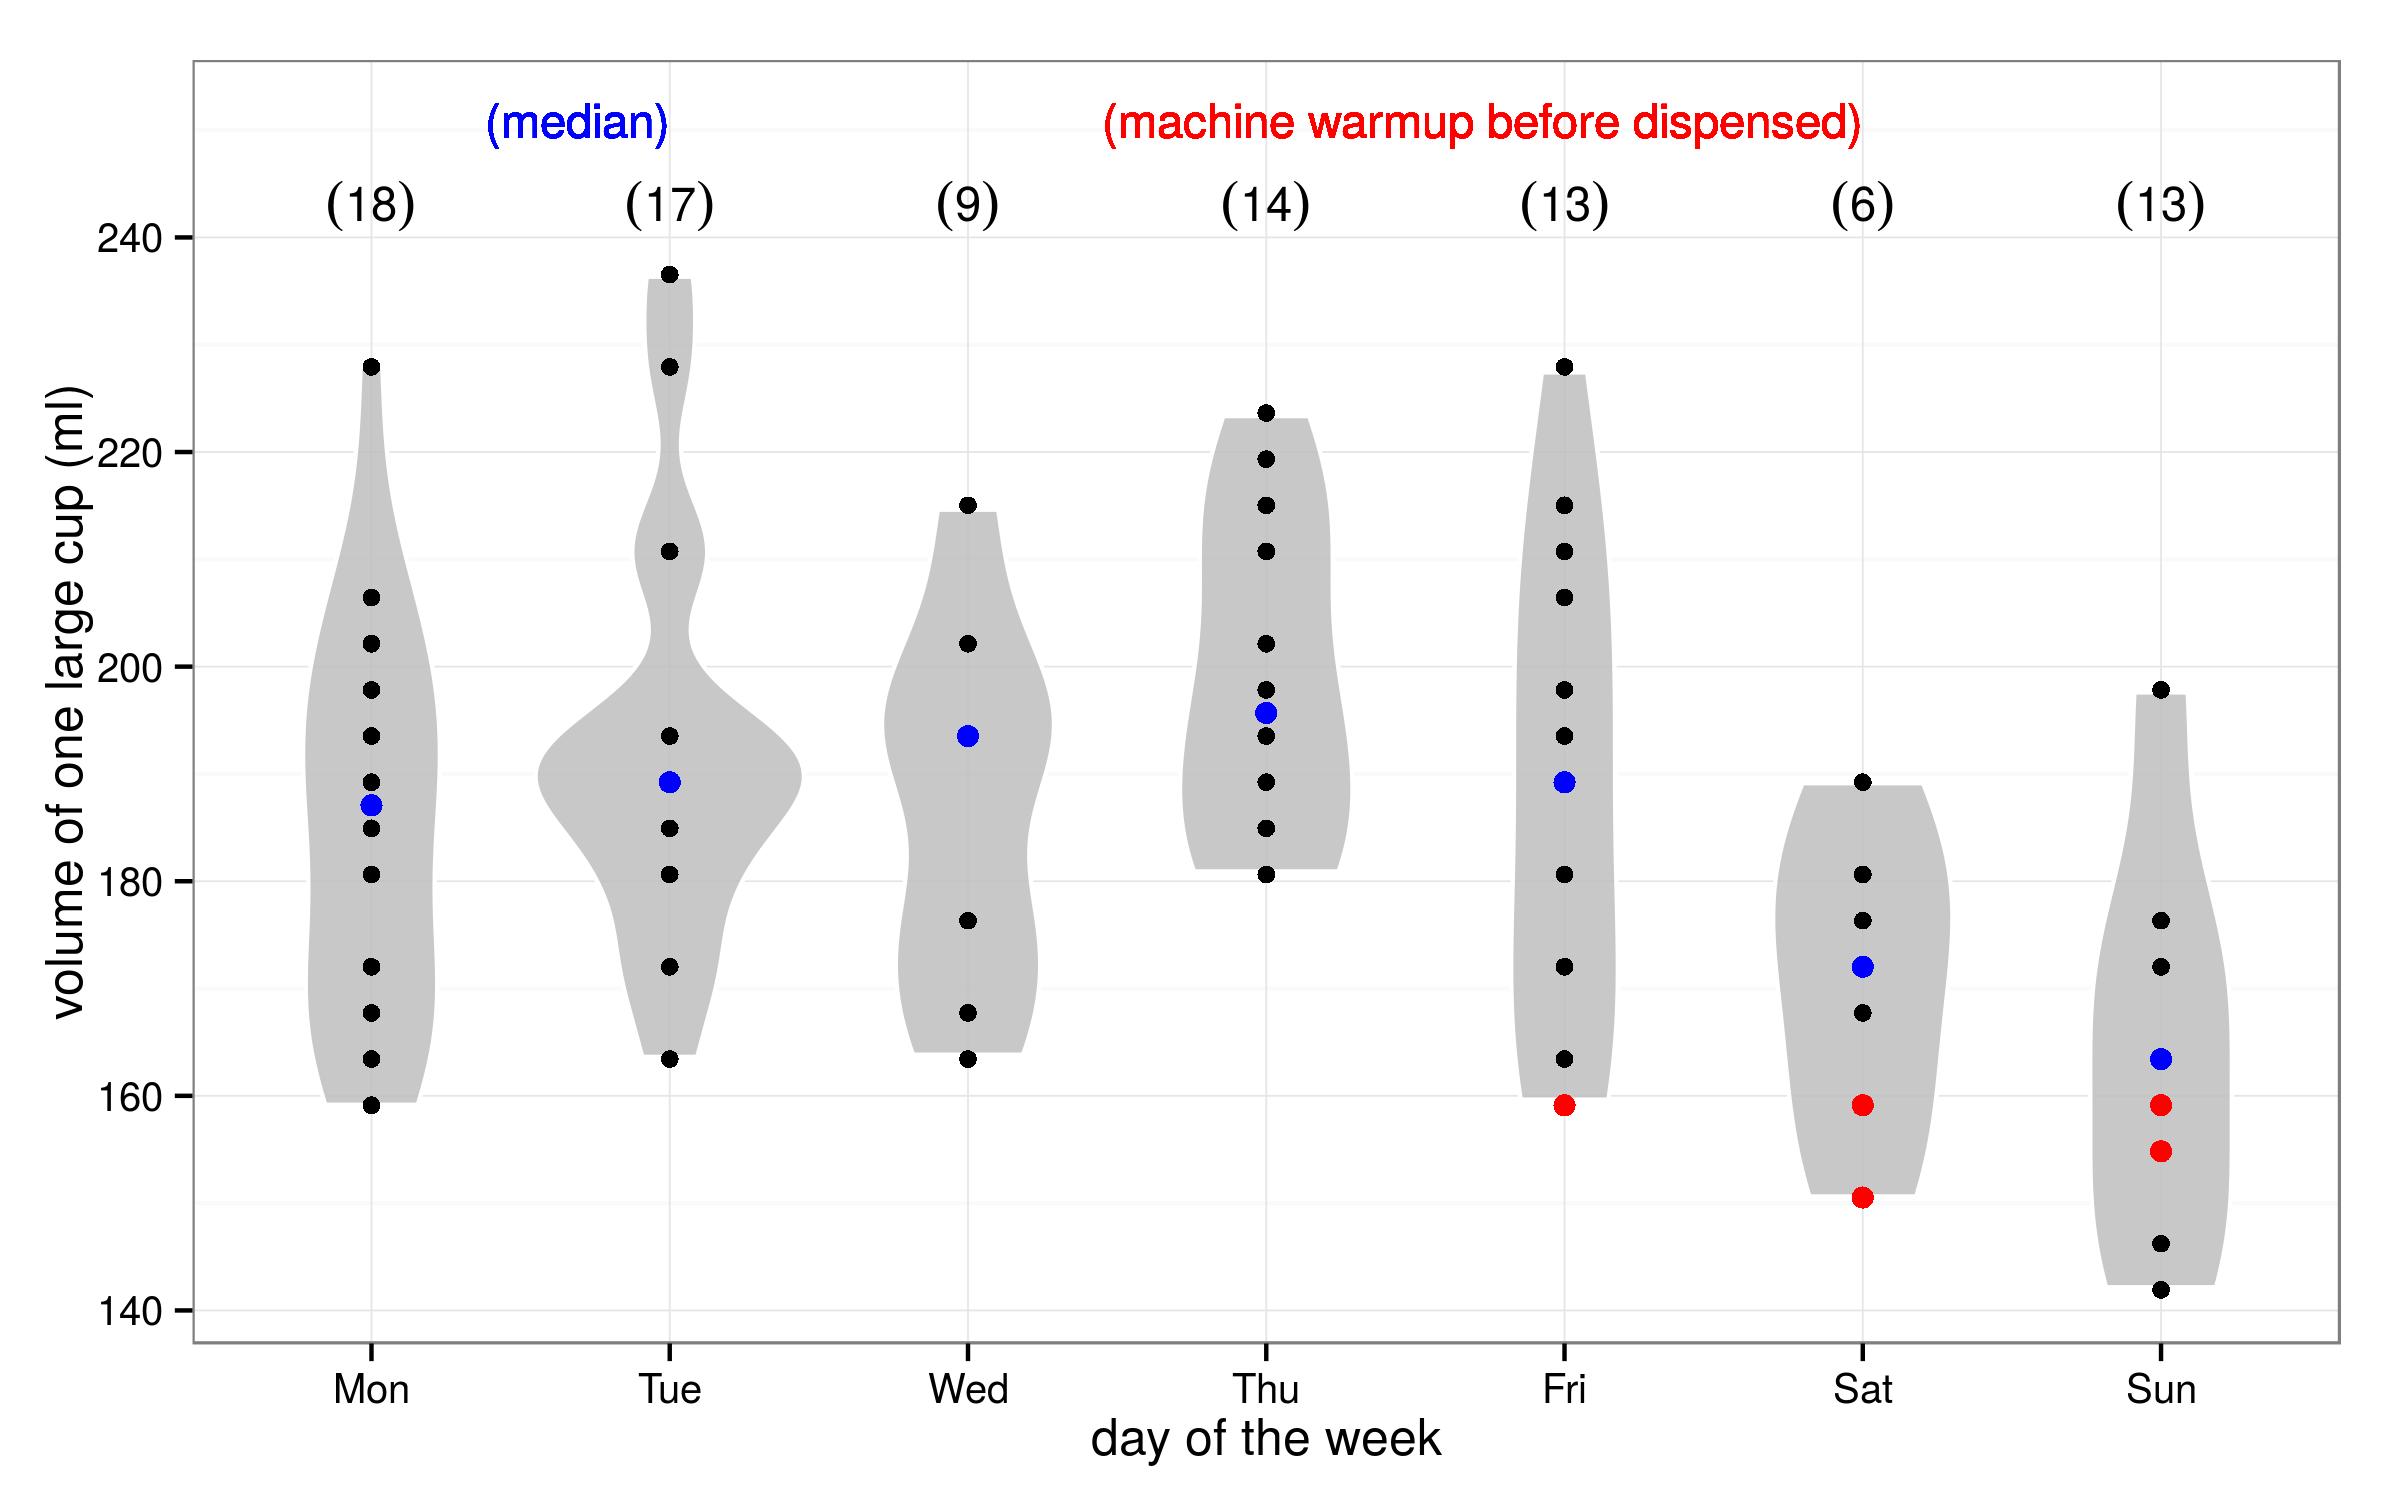 (median) (machine warmup before dispensed)
(18) (17) (9) (14) (13) (6) (13)
240
220
200
180
160
140
volume of one large cup (ml)
Mon Tue Wed Thu Fri Sat Sun
day of the week